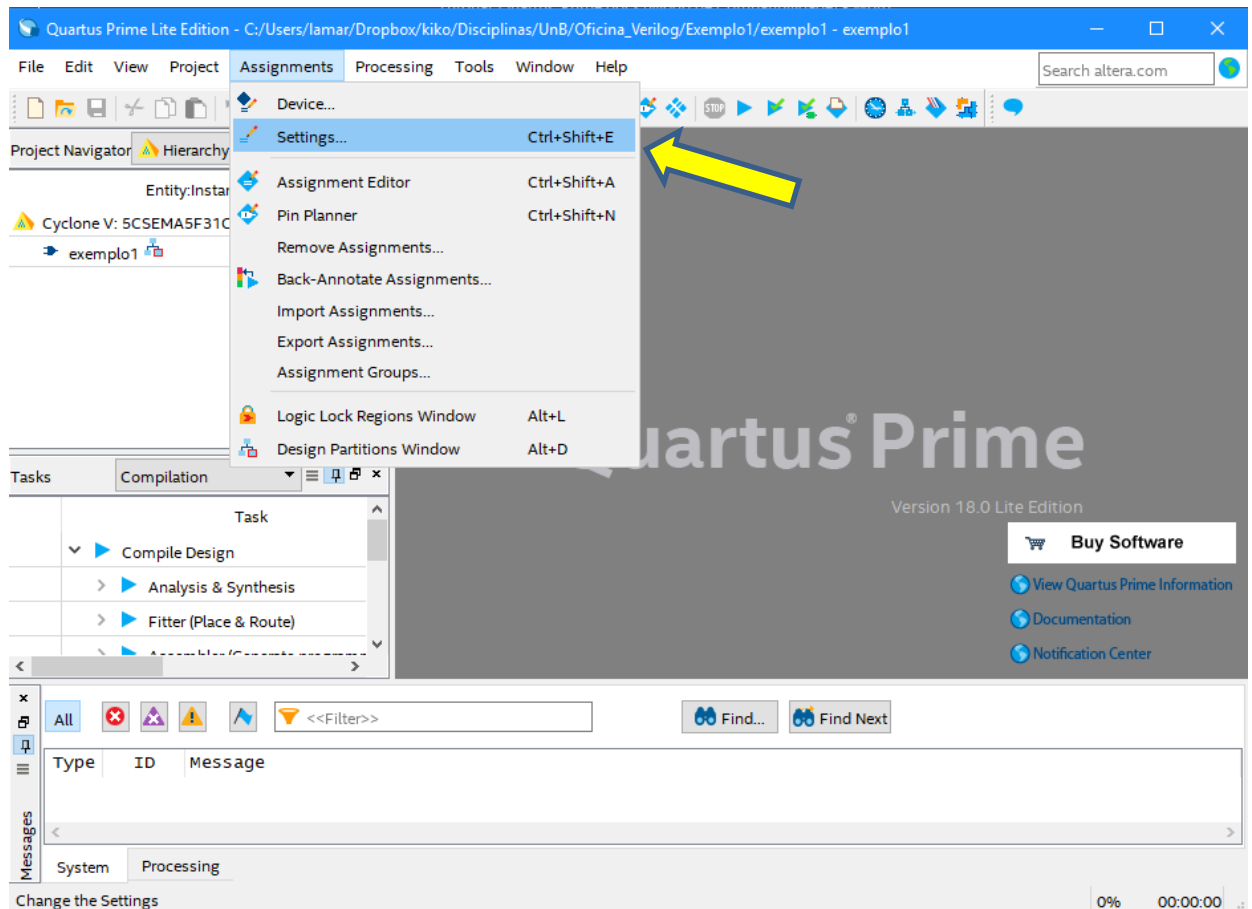 Quartus Prime Lite Edition - C:/Users/lamar/Dropbox/kiko/Disciplinas/UnB/Oficina_Verilog/Exemplo1/exemplo1 - exemplo1
File Edit View Project Assignments Processing Tools Window Help
Search altera.com
Device...
STOP
Settings... Ctrl+Shift+E
Project Navigator Hierarchy
Entity:Instan
Assignment Editor Ctrl+Shift+A
Cyclone V: 5CSEMA5F31C
Pin Planner Ctrl+Shift+N
exemplo1
Remove Assignments...
Back-Annotate Assignments...
Import Assignments...
Export Assignments...
Assignment Groups...
Logic Lock Regions Window Alt+L
Design Partitions Window Alt+D
uartus® Prime
Version 18.0 Lite Edition
Tasks Compilation
Task
Compile Design
Analysis & Synthesis
Fitter (Place & Route)
Buy Software
View Quartus Prime Information
Documentation
Notification Center
All <<Filter>> Find... Find Next
Type ID Message
Messages
System Processing
Change the Settings 0% 00:00:00